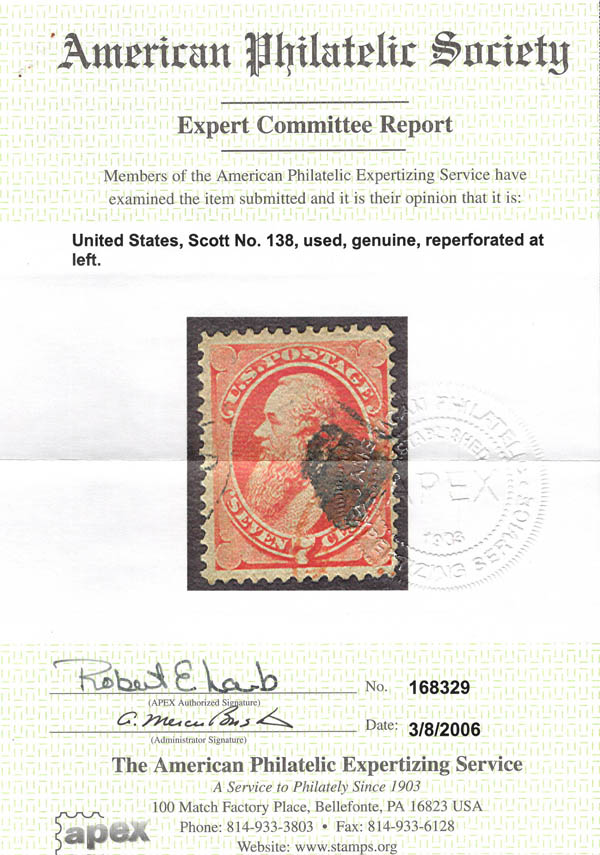 American Philatelic Society
Expert Committee Report
Members of the American Philatelic Expertizing Service have
examined the item submitted and it is their opinion that it is:
United States, Scott No. 138, used, genuine, reperforated at
left.
U.S. POSTAGE
SEVEN 7 CE
APEX
1903
Robert E. Lamb
(APEX Authorized Signature)
No. 168329
(Administrator Signature)
Date: 3/8/2006
The American Philatelic Expertizing Service
A Service to Philately Since 1903
100 Match Factory Place, Bellefonte, PA 16823 USA
Phone: 814-933-3803 • Fax: 814-933-6128
Website: www.stamps.org
apex